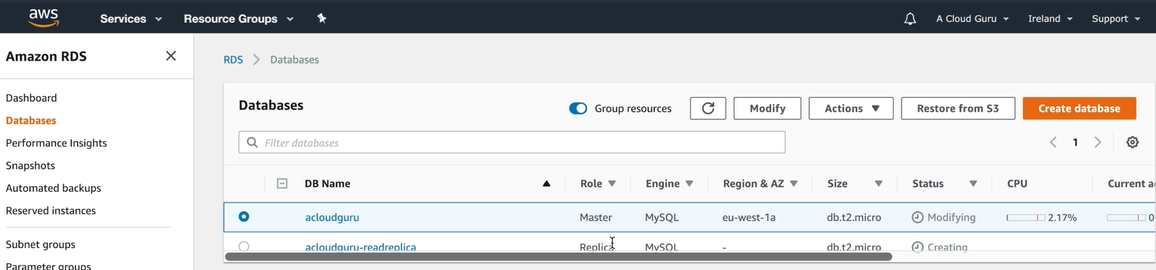 aws Services Resource Groups A Cloud Guru Ireland Support
Amazon RDS
Dashboard
Databases
Performance Insights
Snapshots
Automated backups
Reserved instances
Subnet groups
Parameter groups
RDS > Databases
Databases Group resources Modify Actions Restore from S3 Create database
Filter databases 1
DB Name Role Engine Region & AZ Size Status CPU Current a
acloudguru Master MySQL eu-west-1a db.t2.micro Modifying 2.17% 0
acloudguru-readreplica Replica MySQL - db.t2.micro Creating